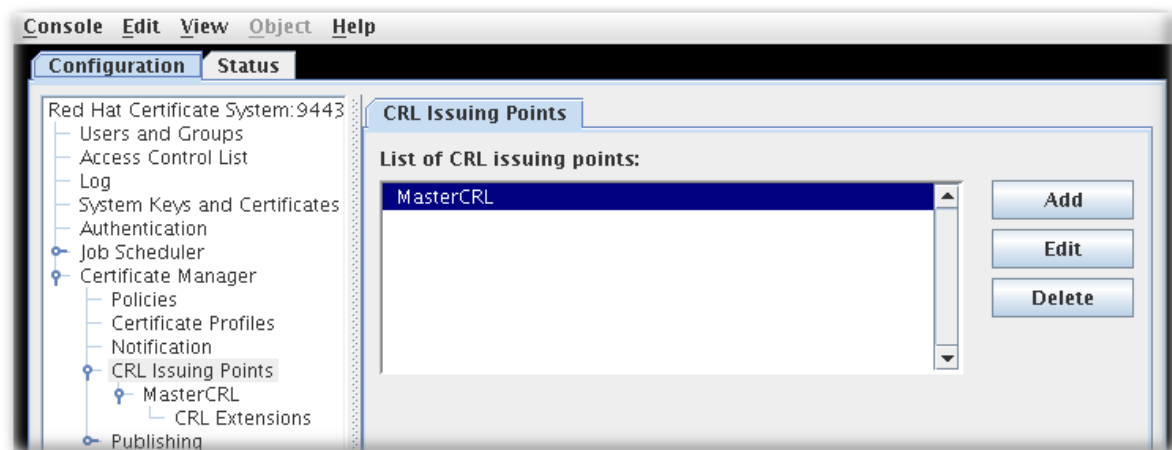 Console Edit View Object Help
Configuration Status
Red Hat Certificate System:9443
Users and Groups
Access Control List
Log
System Keys and Certificates
Authentication
Job Scheduler
Certificate Manager
Policies
Certificate Profiles
Notification
CRL Issuing Points
MasterCRL
CRL Extensions
Publishing
CRL Issuing Points
List of CRL issuing points:
MasterCRL
Add
Edit
Delete